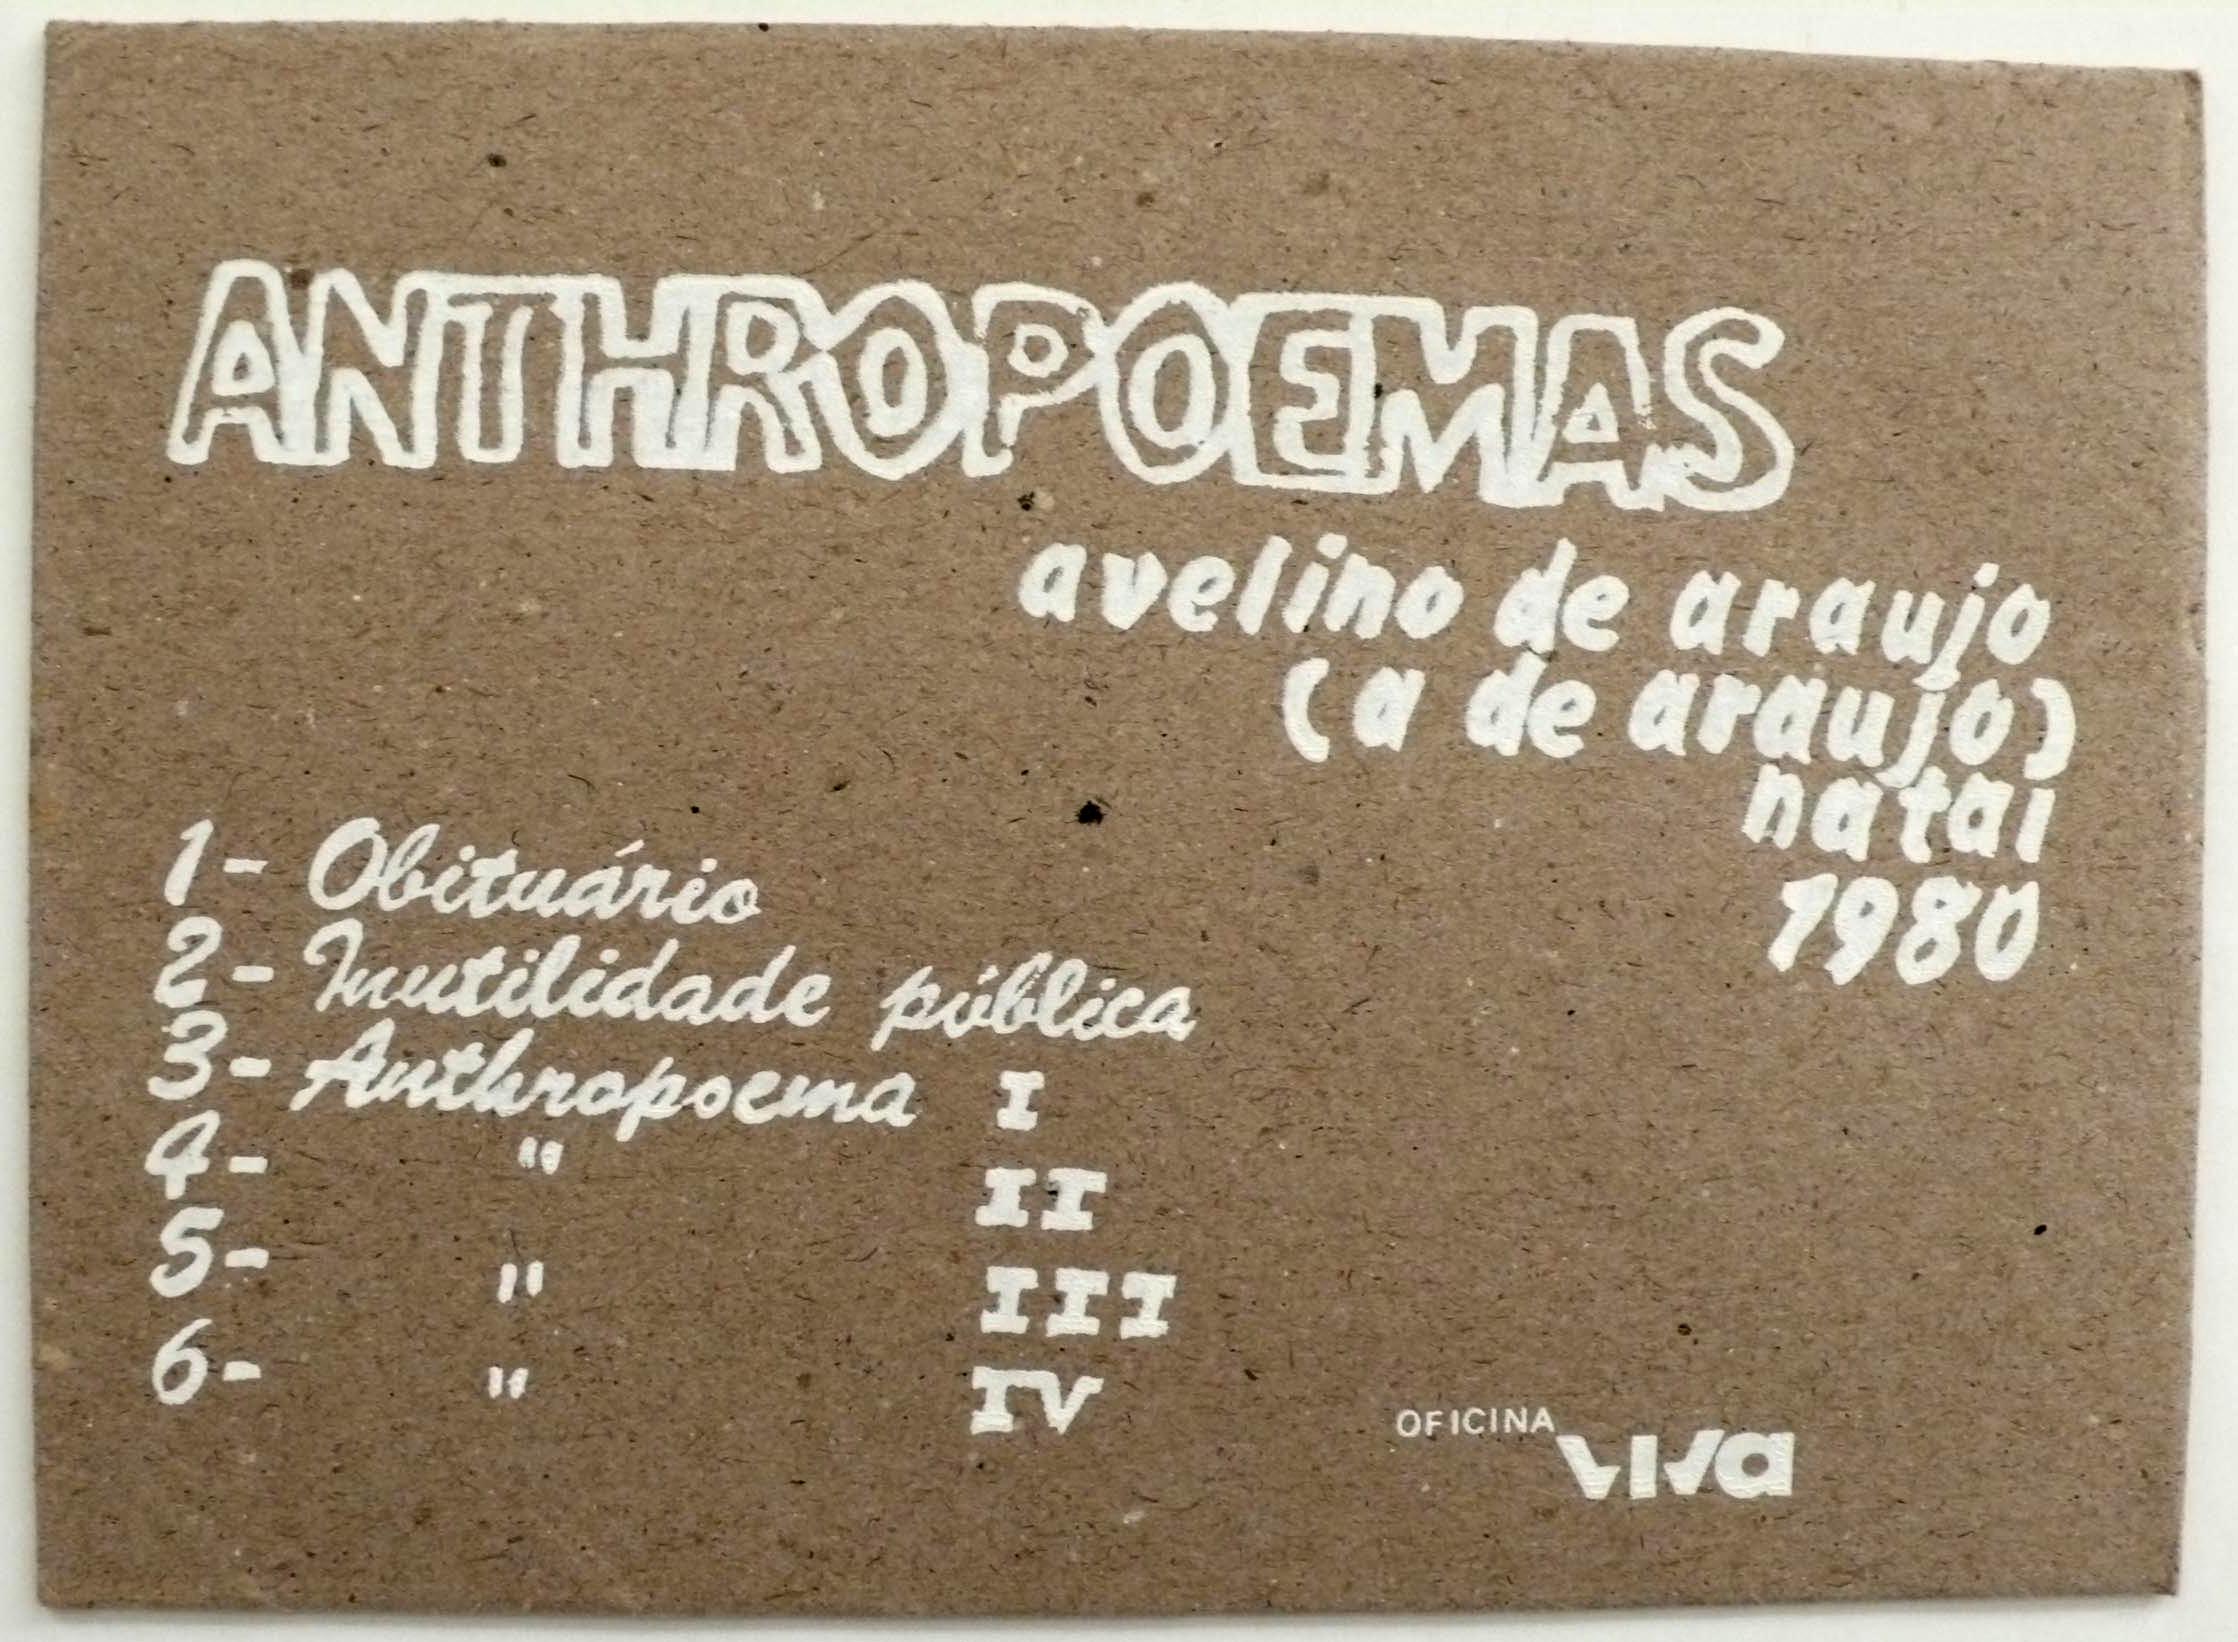 ANTHROPOEMAS
avelino de araujo
(a de araujo)
natal
1980
1- Obituário
2- Inutilidade pública
3- Anthropoema I
4- " II
5- " III
6- " IV
OFICINA
viva